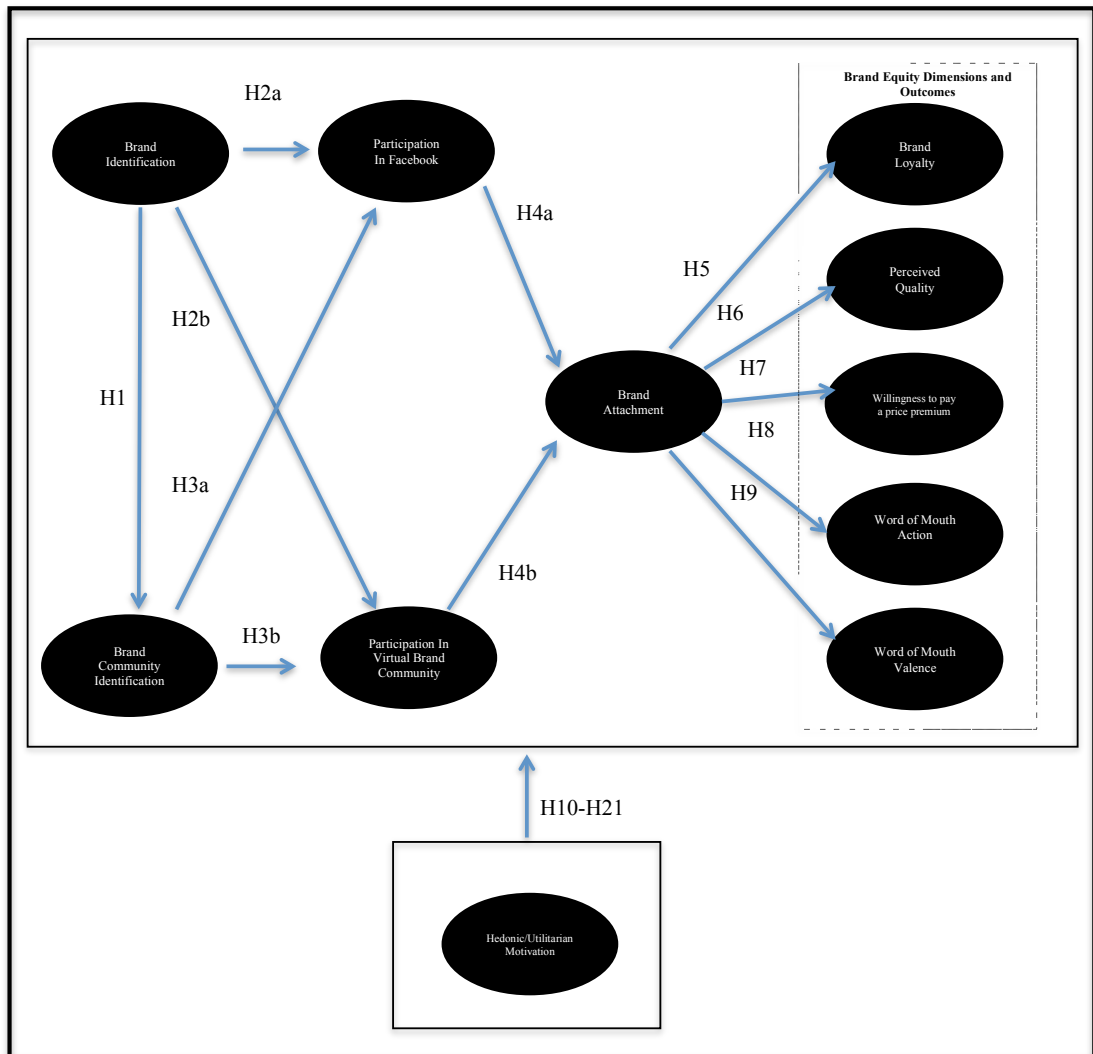 Brand Equity Dimensions and
Outcomes
H2a
Brand
Identification
Participation
In Facebook
Brand
Loyalty
H4a
H5
Perceived
Quality
H2b
H6
H7
H1
Brand
Attachment
Willingness to pay
a price premium
H8
H3a
H9
Word of Mouth
Action
H4b
H3b
Brand
Community
Identification
Participation In
Virtual Brand
Community
Word of Mouth
Valence
H10-H21
Hedonic/Utilitarian
Motivation